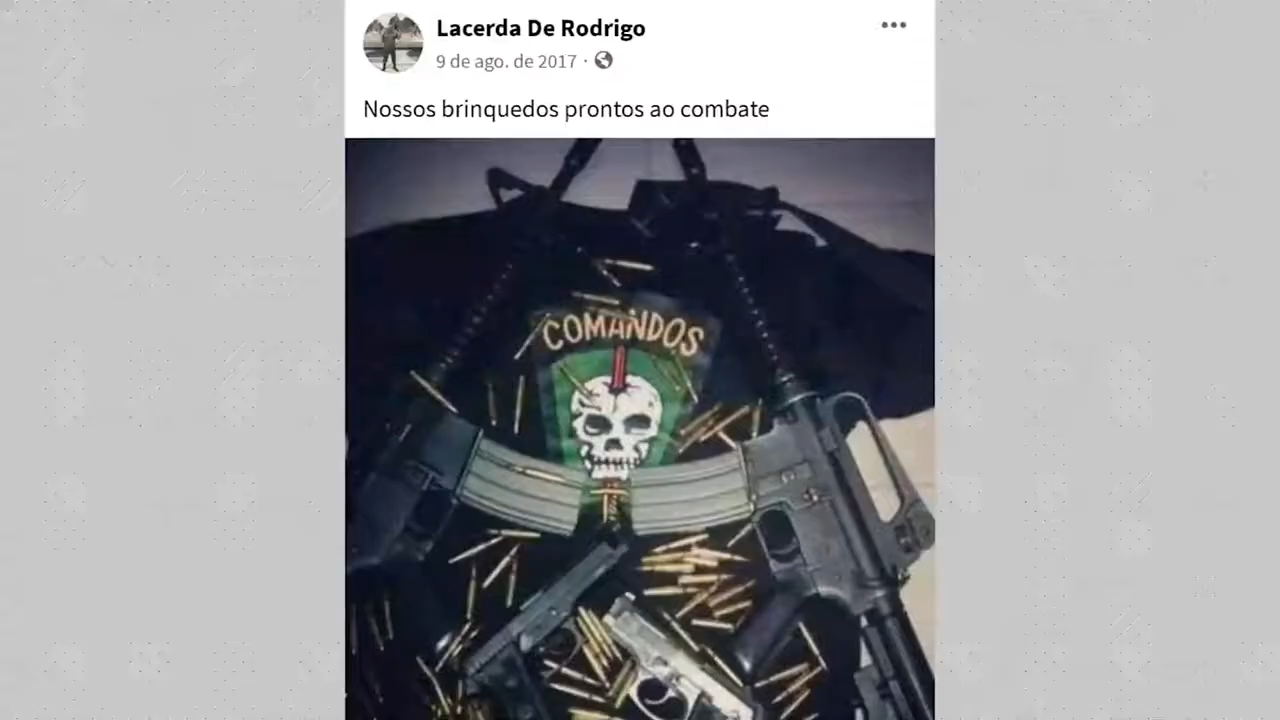 Lacerda De Rodrigo
9 de ago. de 2017 ·
Nossos brinquedos prontos ao combate
COMANDOS